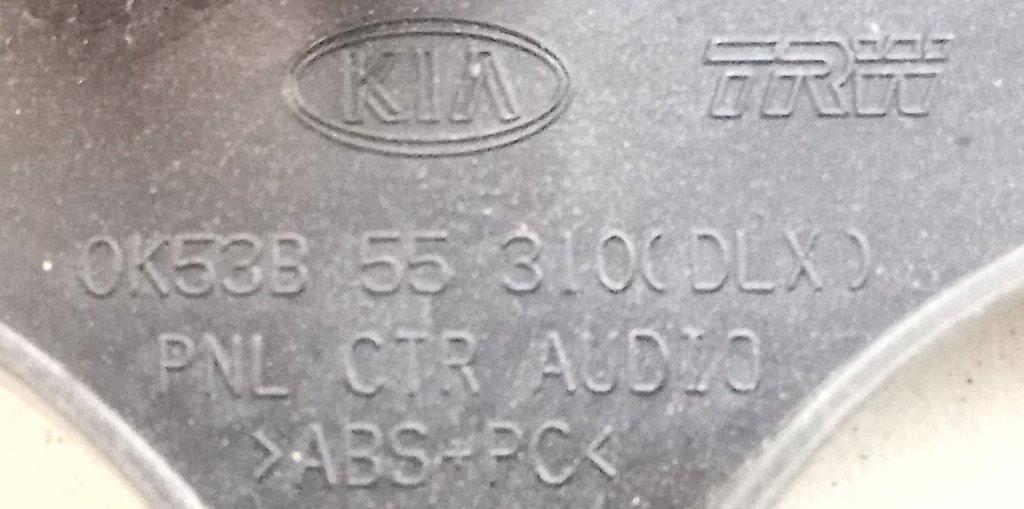 KIA TRW
0K53B 55 310(DLX)
PNL CTR AUDIO
>ABS+PC<